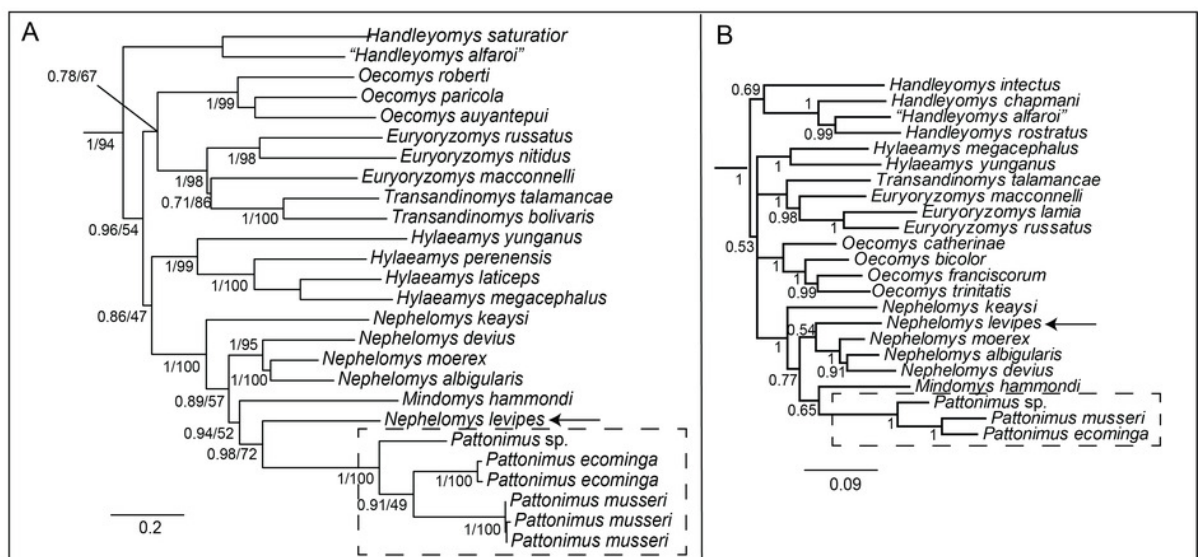 A
Handleyomys saturatior
"Handleyomys alfaroi"
0.78/67
Oecomys roberti
1/99
Oecomys paricola
Oecomys auyantepui
1/94
Euryoryzomys russatus
1/98
Euryoryzomys nitidus
1/98
Euryoryzomys macconnelli
0.71/86
Transandinomys talamancae
1/100
Transandinomys bolivaris
0.96/54
Hylaeamys yunganus
1/99
Hylaeamys perenensis
1/100
Hylaeamys laticeps
Hylaeamys megacephalus
0.86/47
Nephelomys keaysi
1/100
1/95
Nephelomys devius
Nephelomys moerex
1/100
Nephelomys albigularis
0.89/57
Mindomys hammondi
0.94/52
Nephelomys levipes
0.98/72
Pattonimus sp.
1/100
Pattonimus ecominga
1/100
Pattonimus ecominga
0.91/49
Pattonimus musseri
1/100
Pattonimus musseri
Pattonimus musseri
0.2
B
0.69
Handleyomys intectus
1
Handleyomys chapmani
"Handleyomys alfaroi"
0.99
Handleyomys rostratus
1
Hylaeamys megacephalus
1
Hylaeamys yunganus
Transandinomys talamancae
1
Euryoryzomys macconnelli
0.98
Euryoryzomys lamia
1
Euryoryzomys russatus
0.53
Oecomys catherinae
1
Oecomys bicolor
1
Oecomys franciscorum
0.99
Oecomys trinitatis
Nephelomys keaysi
1
0.54
Nephelomys levipes
Nephelomys moerex
1
Nephelomys albigularis
0.91
Nephelomys devius
0.77
Mindomys hammondi
0.65
Pattonimus sp.
1
Pattonimus musseri
1
Pattonimus ecominga
0.09